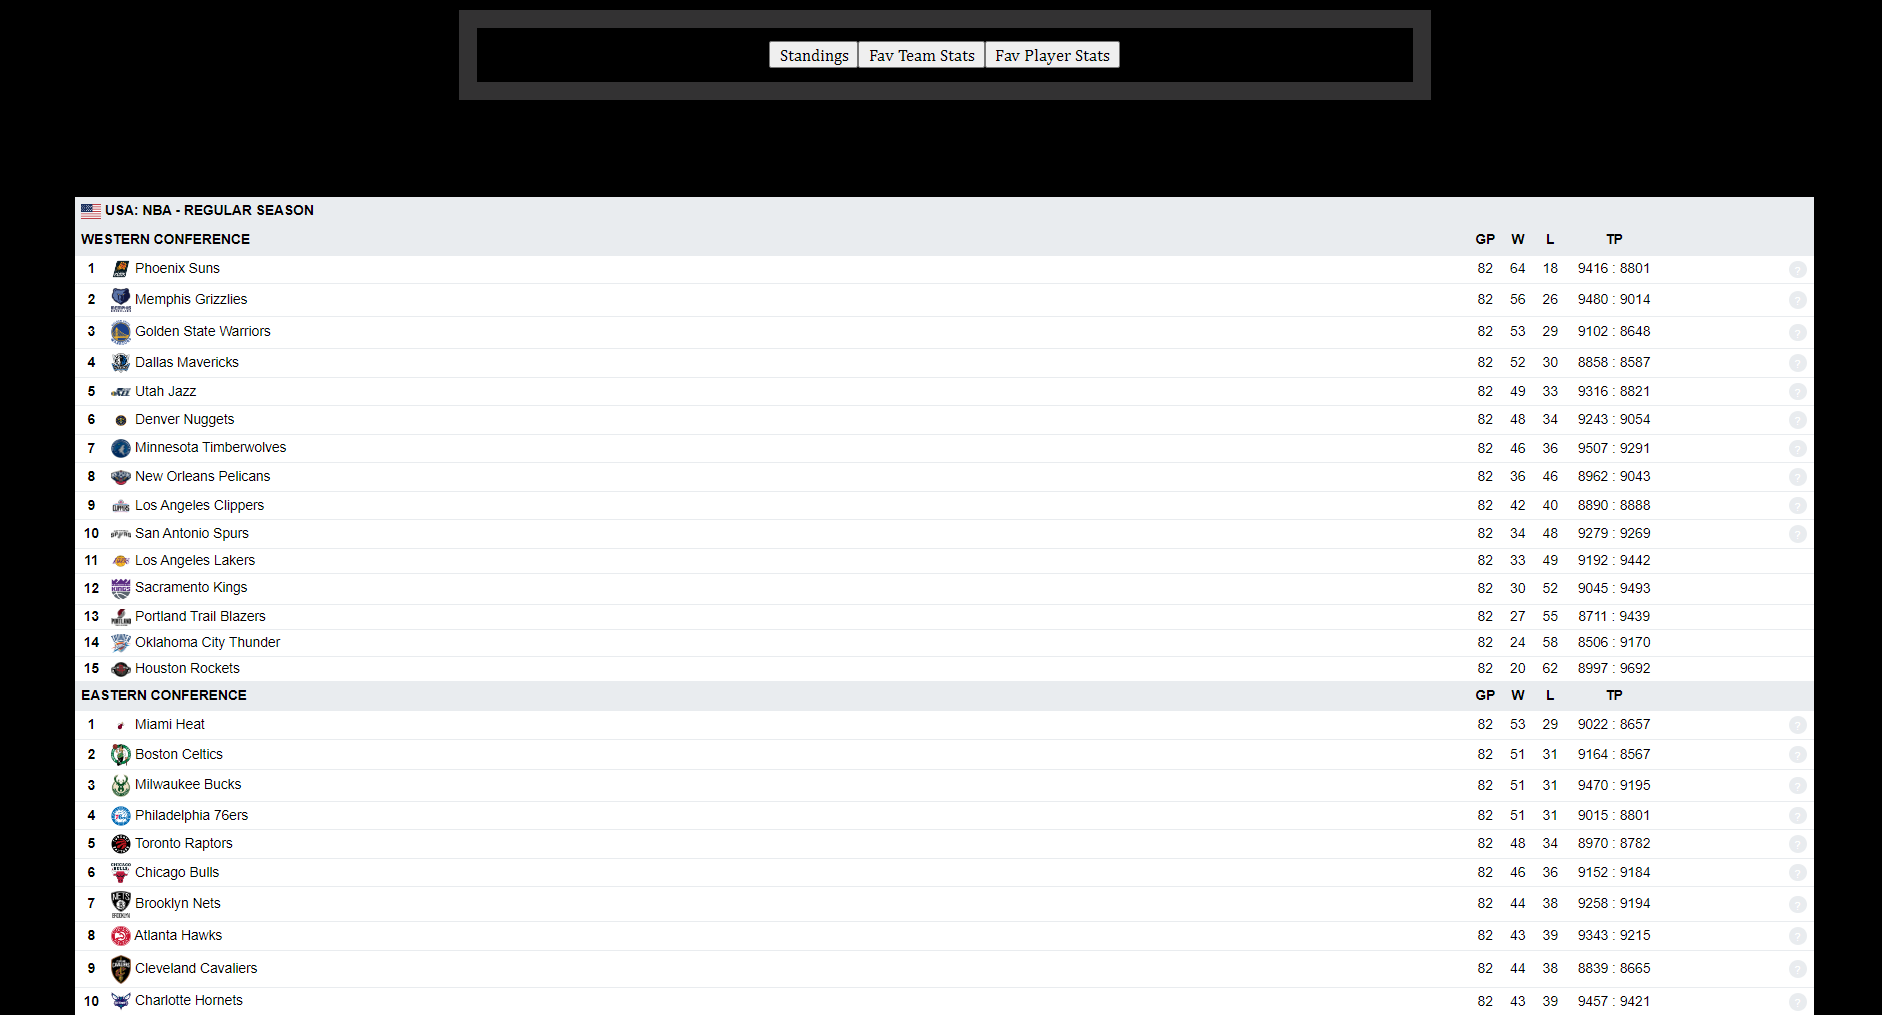 Standings Fav Team Stats Fav Player Stats
USA: NBA - REGULAR SEASON
WESTERN CONFERENCE GP W L TP
1 Phoenix Suns 82 64 18 9416 : 8801 ?
2 Memphis Grizzlies 82 56 26 9480 : 9014 ?
3 Golden State Warriors 82 53 29 9102 : 8648 ?
4 Dallas Mavericks 82 52 30 8858 : 8587 ?
5 Utah Jazz 82 49 33 9316 : 8821 ?
6 Denver Nuggets 82 48 34 9243 : 9054 ?
7 Minnesota Timberwolves 82 46 36 9507 : 9291 ?
8 New Orleans Pelicans 82 36 46 8962 : 9043 ?
9 Los Angeles Clippers 82 42 40 8890 : 8888 ?
10 San Antonio Spurs 82 34 48 9279 : 9269 ?
11 Los Angeles Lakers 82 33 49 9192 : 9442
12 Sacramento Kings 82 30 52 9045 : 9493
13 Portland Trail Blazers 82 27 55 8711 : 9439
14 Oklahoma City Thunder 82 24 58 8506 : 9170
15 Houston Rockets 82 20 62 8997 : 9692
EASTERN CONFERENCE GP W L TP
1 Miami Heat 82 53 29 9022 : 8657 ?
2 Boston Celtics 82 51 31 9164 : 8567 ?
3 Milwaukee Bucks 82 51 31 9470 : 9195 ?
4 Philadelphia 76ers 82 51 31 9015 : 8801 ?
5 Toronto Raptors 82 48 34 8970 : 8782 ?
6 Chicago Bulls 82 46 36 9152 : 9184 ?
7 Brooklyn Nets 82 44 38 9258 : 9194 ?
8 Atlanta Hawks 82 43 39 9343 : 9215 ?
9 Cleveland Cavaliers 82 44 38 8839 : 8665 ?
10 Charlotte Hornets 82 43 39 9457 : 9421 ?